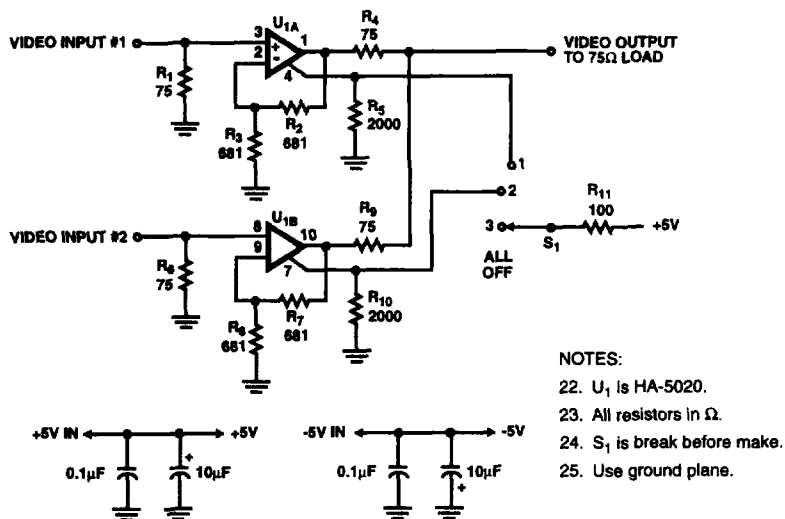 VIDEO INPUT #1
3
2
U1A
+
-
1
4
R4
75
VIDEO OUTPUT
TO 75Ω LOAD
R1
75
R3
681
R2
681
R5
2000
1
2
3
ALL
OFF
S1
R11
100
+5V
VIDEO INPUT #2
8
9
U1B
10
7
R9
75
R6
75
R8
681
R7
681
R10
2000
NOTES:
22. U1 is HA-5020.
23. All resistors in Ω.
24. S1 is break before make.
25. Use ground plane.
+5V IN
+5V
0.1μF
+
10μF
-5V IN
-5V
0.1μF
10μF
+